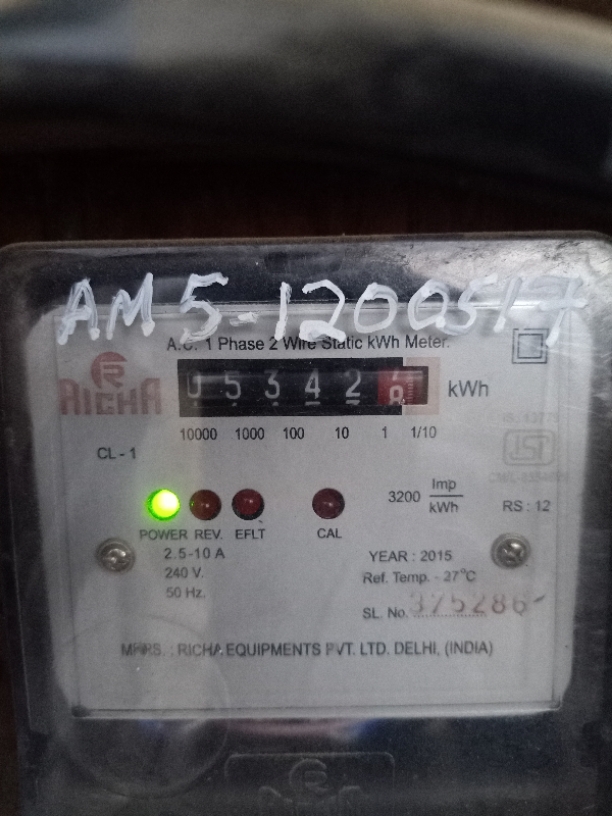 AM5-1200517
A.C. 1 Phase 2 Wire Static kWh Meter.
RICHA
05342 kWh
10000 1000 100 10 1 1/10
CL - 1
3200 Imp/kWh
RS : 12
POWER REV. EFLT CAL
2.5-10 A
240 V.
50 Hz.
YEAR : 2015
Ref. Temp. - 27°C
SL. No. 375286
MFRS. : RICHA EQUIPMENTS PVT. LTD. DELHI, (INDIA)